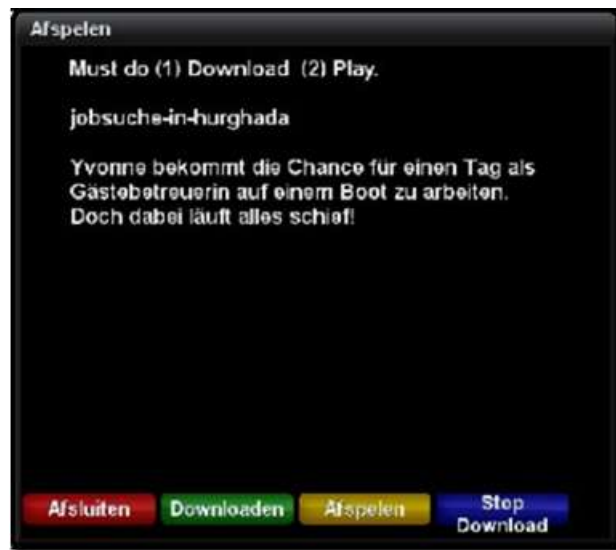 Afspelen
Must do (1) Download (2) Play.
jobsuche-in-hurghada
Yvonne bekommt die Chance für einen Tag als
Gästebetreuerin auf einem Boot zu arbeiten.
Doch dabei läuft alles schief!
Afsluiten Downloaden Afspelen Stop
Download